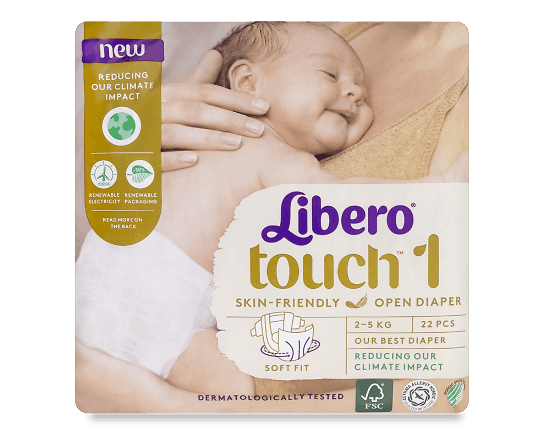 new
REDUCING
OUR CLIMATE
IMPACT
RENEWABLE
ELECTRICITY
RENEWABLE
PACKAGING
READ MORE ON
THE BACK
Libero®
touch™ 1
SKIN-FRIENDLY OPEN DIAPER
2-5 KG 22 PCS
OUR BEST DIAPER
SOFT FIT
REDUCING OUR
CLIMATE IMPACT
DERMATOLOGICALLY TESTED
FSC